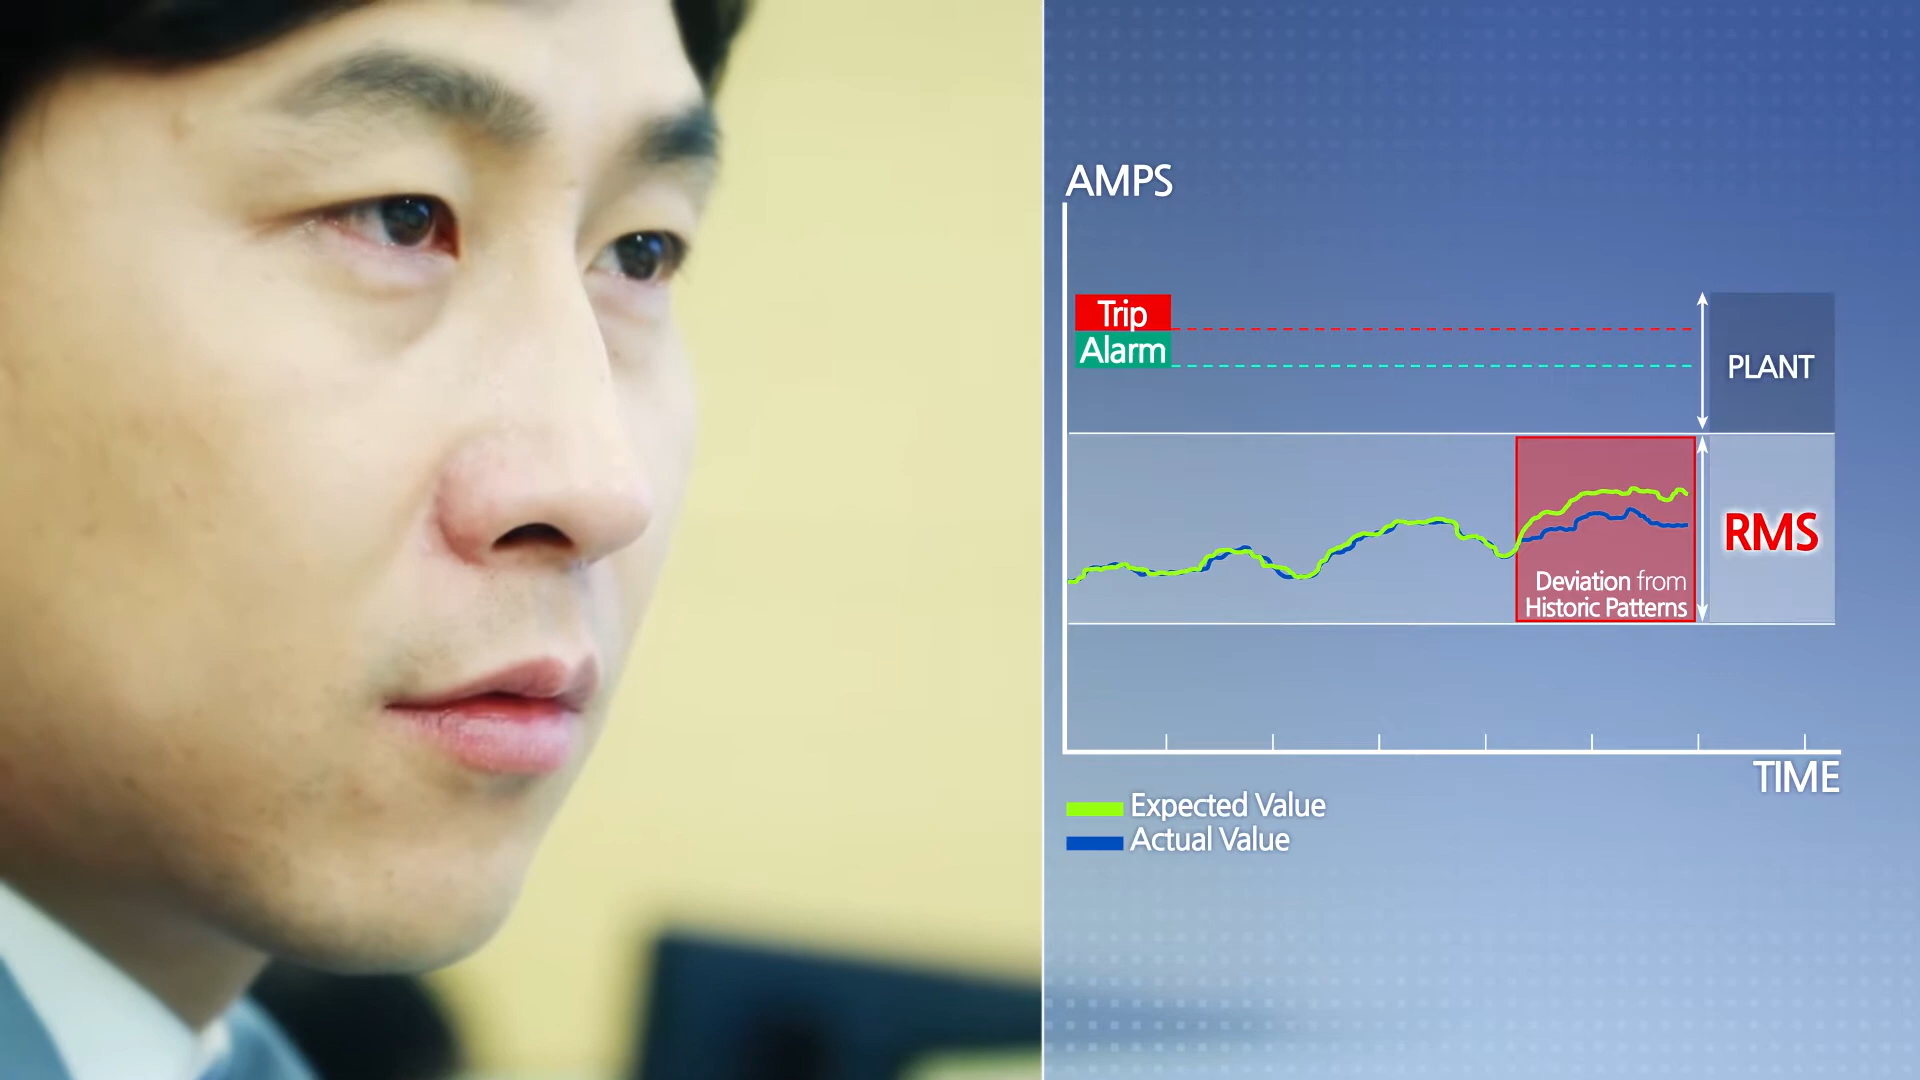 AMPS
Trip
Alarm
PLANT
RMS
Deviation from
Historic Patterns
TIME
Expected Value
Actual Value